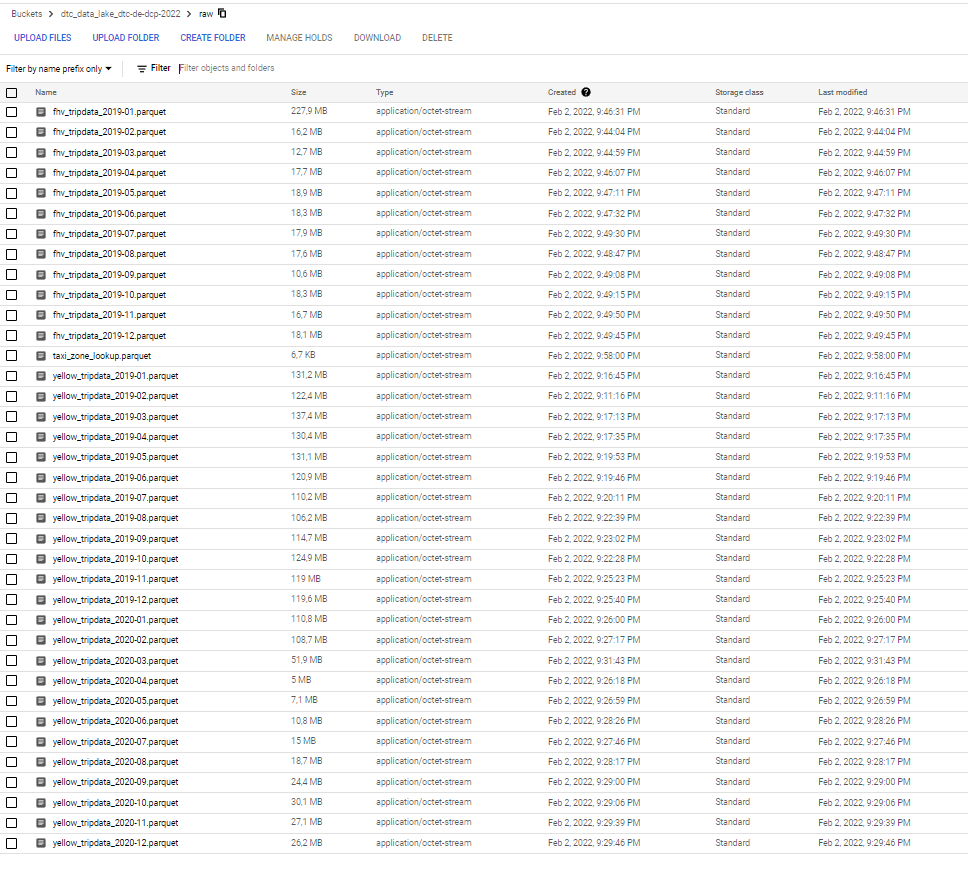 Buckets > dtc_data_lake_dtc-de-dcp-2022 > raw
UPLOAD FILES UPLOAD FOLDER CREATE FOLDER MANAGE HOLDS DOWNLOAD DELETE
Filter by name prefix only Filter Filter objects and folders
Name Size Type Created Storage class Last modified
fhv_tripdata_2019-01.parquet 227,9 MB application/octet-stream Feb 2, 2022, 9:46:31 PM Standard Feb 2, 2022, 9:46:31 PM
fhv_tripdata_2019-02.parquet 16,2 MB application/octet-stream Feb 2, 2022, 9:44:04 PM Standard Feb 2, 2022, 9:44:04 PM
fhv_tripdata_2019-03.parquet 12,7 MB application/octet-stream Feb 2, 2022, 9:44:59 PM Standard Feb 2, 2022, 9:44:59 PM
fhv_tripdata_2019-04.parquet 17,7 MB application/octet-stream Feb 2, 2022, 9:46:07 PM Standard Feb 2, 2022, 9:46:07 PM
fhv_tripdata_2019-05.parquet 18,9 MB application/octet-stream Feb 2, 2022, 9:47:11 PM Standard Feb 2, 2022, 9:47:11 PM
fhv_tripdata_2019-06.parquet 18,3 MB application/octet-stream Feb 2, 2022, 9:47:32 PM Standard Feb 2, 2022, 9:47:32 PM
fhv_tripdata_2019-07.parquet 17,9 MB application/octet-stream Feb 2, 2022, 9:49:30 PM Standard Feb 2, 2022, 9:49:30 PM
fhv_tripdata_2019-08.parquet 17,6 MB application/octet-stream Feb 2, 2022, 9:48:47 PM Standard Feb 2, 2022, 9:48:47 PM
fhv_tripdata_2019-09.parquet 10,6 MB application/octet-stream Feb 2, 2022, 9:49:08 PM Standard Feb 2, 2022, 9:49:08 PM
fhv_tripdata_2019-10.parquet 18,3 MB application/octet-stream Feb 2, 2022, 9:49:15 PM Standard Feb 2, 2022, 9:49:15 PM
fhv_tripdata_2019-11.parquet 16,7 MB application/octet-stream Feb 2, 2022, 9:49:50 PM Standard Feb 2, 2022, 9:49:50 PM
fhv_tripdata_2019-12.parquet 18,1 MB application/octet-stream Feb 2, 2022, 9:49:45 PM Standard Feb 2, 2022, 9:49:45 PM
taxi_zone_lookup.parquet 6,7 KB application/octet-stream Feb 2, 2022, 9:58:00 PM Standard Feb 2, 2022, 9:58:00 PM
yellow_tripdata_2019-01.parquet 131,2 MB application/octet-stream Feb 2, 2022, 9:16:45 PM Standard Feb 2, 2022, 9:16:45 PM
yellow_tripdata_2019-02.parquet 122,4 MB application/octet-stream Feb 2, 2022, 9:11:16 PM Standard Feb 2, 2022, 9:11:16 PM
yellow_tripdata_2019-03.parquet 137,4 MB application/octet-stream Feb 2, 2022, 9:17:13 PM Standard Feb 2, 2022, 9:17:13 PM
yellow_tripdata_2019-04.parquet 130,4 MB application/octet-stream Feb 2, 2022, 9:17:35 PM Standard Feb 2, 2022, 9:17:35 PM
yellow_tripdata_2019-05.parquet 131,1 MB application/octet-stream Feb 2, 2022, 9:19:53 PM Standard Feb 2, 2022, 9:19:53 PM
yellow_tripdata_2019-06.parquet 120,9 MB application/octet-stream Feb 2, 2022, 9:19:46 PM Standard Feb 2, 2022, 9:19:46 PM
yellow_tripdata_2019-07.parquet 110,2 MB application/octet-stream Feb 2, 2022, 9:20:11 PM Standard Feb 2, 2022, 9:20:11 PM
yellow_tripdata_2019-08.parquet 106,2 MB application/octet-stream Feb 2, 2022, 9:22:39 PM Standard Feb 2, 2022, 9:22:39 PM
yellow_tripdata_2019-09.parquet 114,7 MB application/octet-stream Feb 2, 2022, 9:23:02 PM Standard Feb 2, 2022, 9:23:02 PM
yellow_tripdata_2019-10.parquet 124,9 MB application/octet-stream Feb 2, 2022, 9:22:28 PM Standard Feb 2, 2022, 9:22:28 PM
yellow_tripdata_2019-11.parquet 119 MB application/octet-stream Feb 2, 2022, 9:25:23 PM Standard Feb 2, 2022, 9:25:23 PM
yellow_tripdata_2019-12.parquet 119,6 MB application/octet-stream Feb 2, 2022, 9:25:40 PM Standard Feb 2, 2022, 9:25:40 PM
yellow_tripdata_2020-01.parquet 110,8 MB application/octet-stream Feb 2, 2022, 9:26:00 PM Standard Feb 2, 2022, 9:26:00 PM
yellow_tripdata_2020-02.parquet 108,7 MB application/octet-stream Feb 2, 2022, 9:27:17 PM Standard Feb 2, 2022, 9:27:17 PM
yellow_tripdata_2020-03.parquet 51,9 MB application/octet-stream Feb 2, 2022, 9:31:43 PM Standard Feb 2, 2022, 9:31:43 PM
yellow_tripdata_2020-04.parquet 5 MB application/octet-stream Feb 2, 2022, 9:26:18 PM Standard Feb 2, 2022, 9:26:18 PM
yellow_tripdata_2020-05.parquet 7,1 MB application/octet-stream Feb 2, 2022, 9:26:59 PM Standard Feb 2, 2022, 9:26:59 PM
yellow_tripdata_2020-06.parquet 10,8 MB application/octet-stream Feb 2, 2022, 9:28:26 PM Standard Feb 2, 2022, 9:28:26 PM
yellow_tripdata_2020-07.parquet 15 MB application/octet-stream Feb 2, 2022, 9:27:46 PM Standard Feb 2, 2022, 9:27:46 PM
yellow_tripdata_2020-08.parquet 18,7 MB application/octet-stream Feb 2, 2022, 9:28:17 PM Standard Feb 2, 2022, 9:28:17 PM
yellow_tripdata_2020-09.parquet 24,4 MB application/octet-stream Feb 2, 2022, 9:29:00 PM Standard Feb 2, 2022, 9:29:00 PM
yellow_tripdata_2020-10.parquet 30,1 MB application/octet-stream Feb 2, 2022, 9:29:06 PM Standard Feb 2, 2022, 9:29:06 PM
yellow_tripdata_2020-11.parquet 27,1 MB application/octet-stream Feb 2, 2022, 9:29:39 PM Standard Feb 2, 2022, 9:29:39 PM
yellow_tripdata_2020-12.parquet 26,2 MB application/octet-stream Feb 2, 2022, 9:29:46 PM Standard Feb 2, 2022, 9:29:46 PM